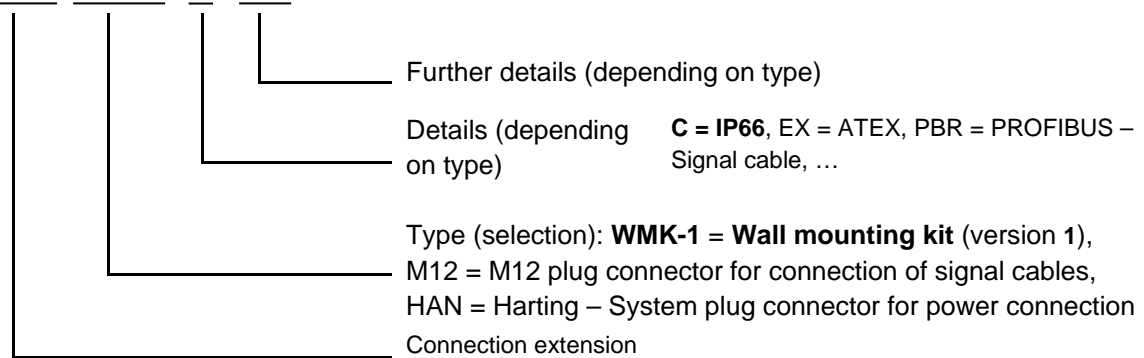 Further details (depending on type)
Details (depending on type)
C = IP66, EX = ATEX, PBR = PROFIBUS – Signal cable, …
Type (selection): WMK-1 = Wall mounting kit (version 1),
M12 = M12 plug connector for connection of signal cables,
HAN = Harting – System plug connector for power connection
Connection extension